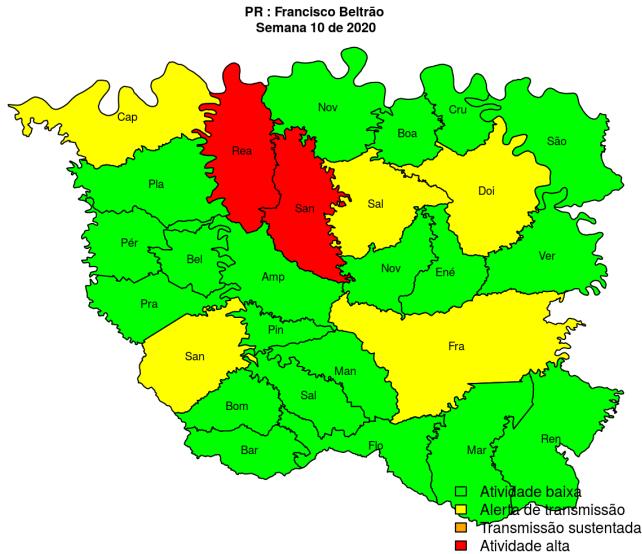 PR : Francisco Beltrão
Semana 10 de 2020
Cap
Nov
Cru
Boa
São
Rea
Pla
San
Sal
Doi
Pér
Bel
Amp
Nov
Ené
Ver
Pra
Pin
San
Man
Fra
Bom
Sal
Bar
Flo
Mar
Ren
Atividade baixa
Alerta de transmissão
Transmissão sustentada
Atividade alta